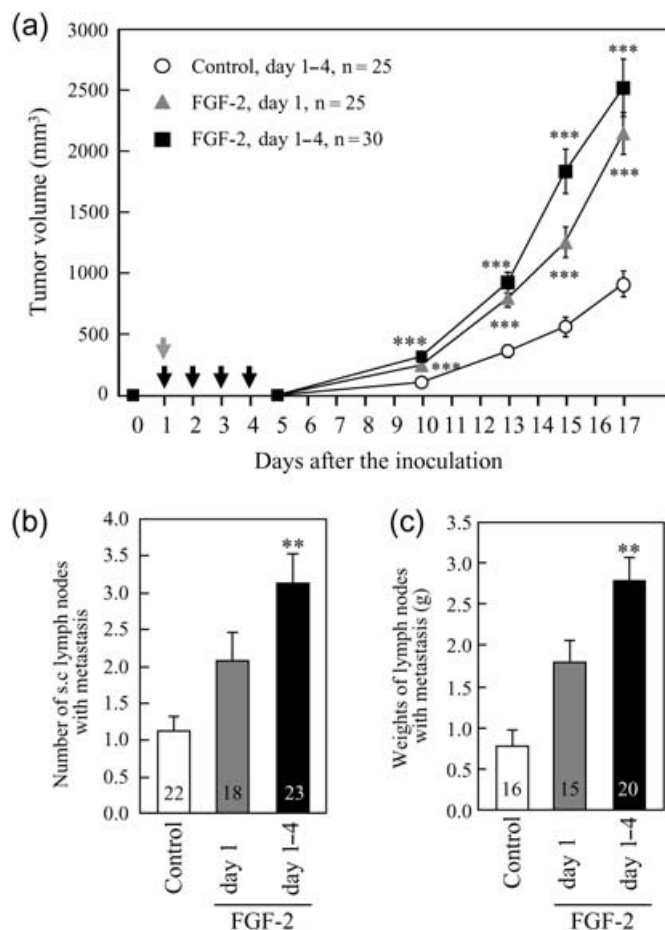 (a)
3000
2500
2000
1500
1000
500
0
Tumor volume (mm³)
Control, day 1–4, n=25
FGF-2, day 1, n=25
FGF-2, day 1–4, n=30
***
***
***
***
***
***
***
***
0 1 2 3 4 5 6 7 8 9 10 11 12 13 14 15 16 17
Days after the inoculation
(b)
4.0
3.5
3.0
2.5
2.0
1.5
1.0
0.5
0.0
Number of s.c lymph nodes
with metastasis
**
22 18 23
Control
day 1
day 1–4
FGF-2
(c)
3.5
3.0
2.5
2.0
1.5
1.0
0.5
0.0
Weights of lymph nodes
with metastasis (g)
**
16 15 20
Control
day 1
day 1–4
FGF-2